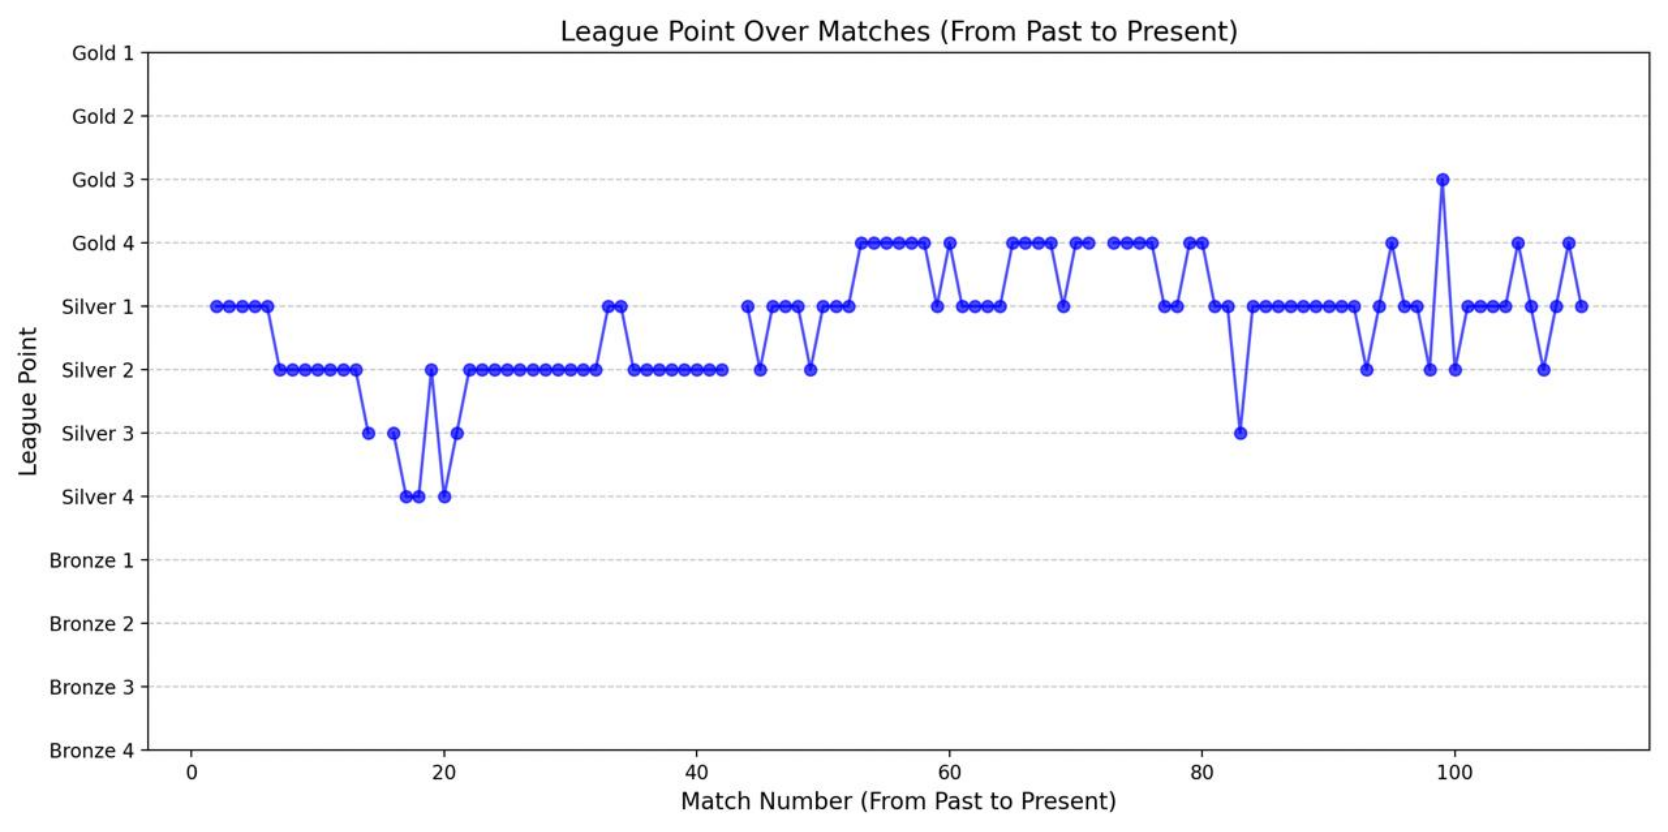 League Point Over Matches (From Past to Present)
League Point
Gold 1
Gold 2
Gold 3
Gold 4
Silver 1
Silver 2
Silver 3
Silver 4
Bronze 1
Bronze 2
Bronze 3
Bronze 4
0 20 40 60 80 100
Match Number (From Past to Present)